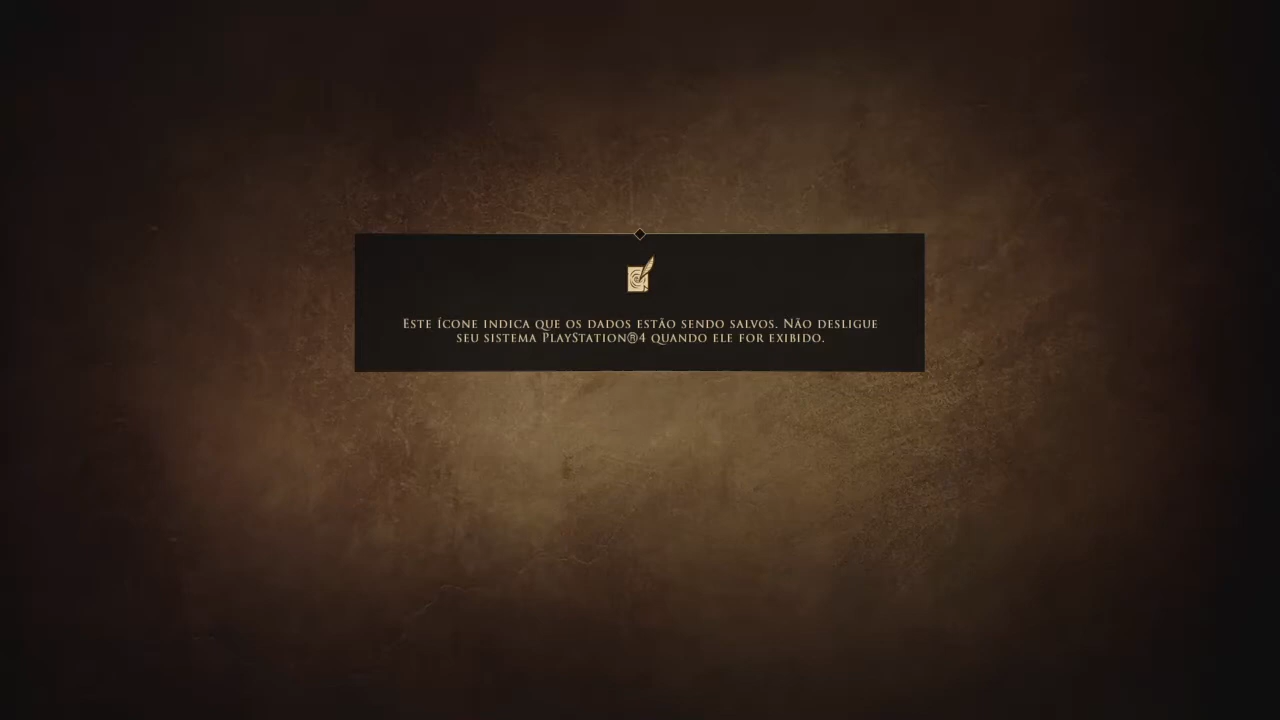 Este ícone indica que os dados estão sendo salvos. Não desligue
seu sistema PlayStation®4 quando ele for exibido.